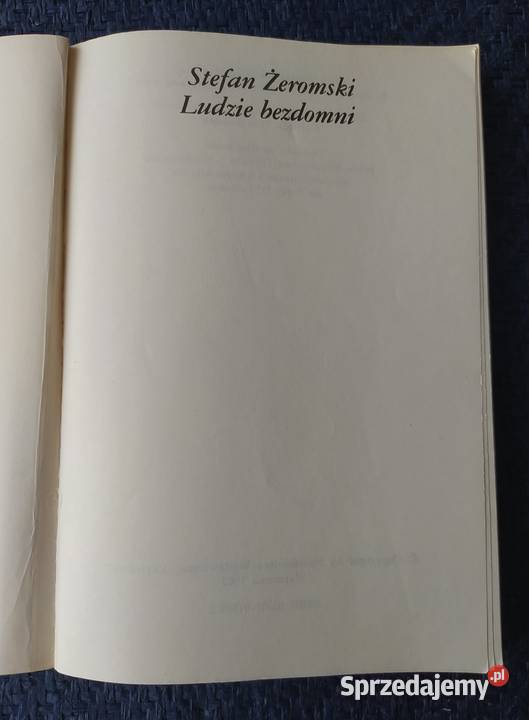 Stefan Żeromski
Ludzie bezdomni
Sprzedajemy.pl